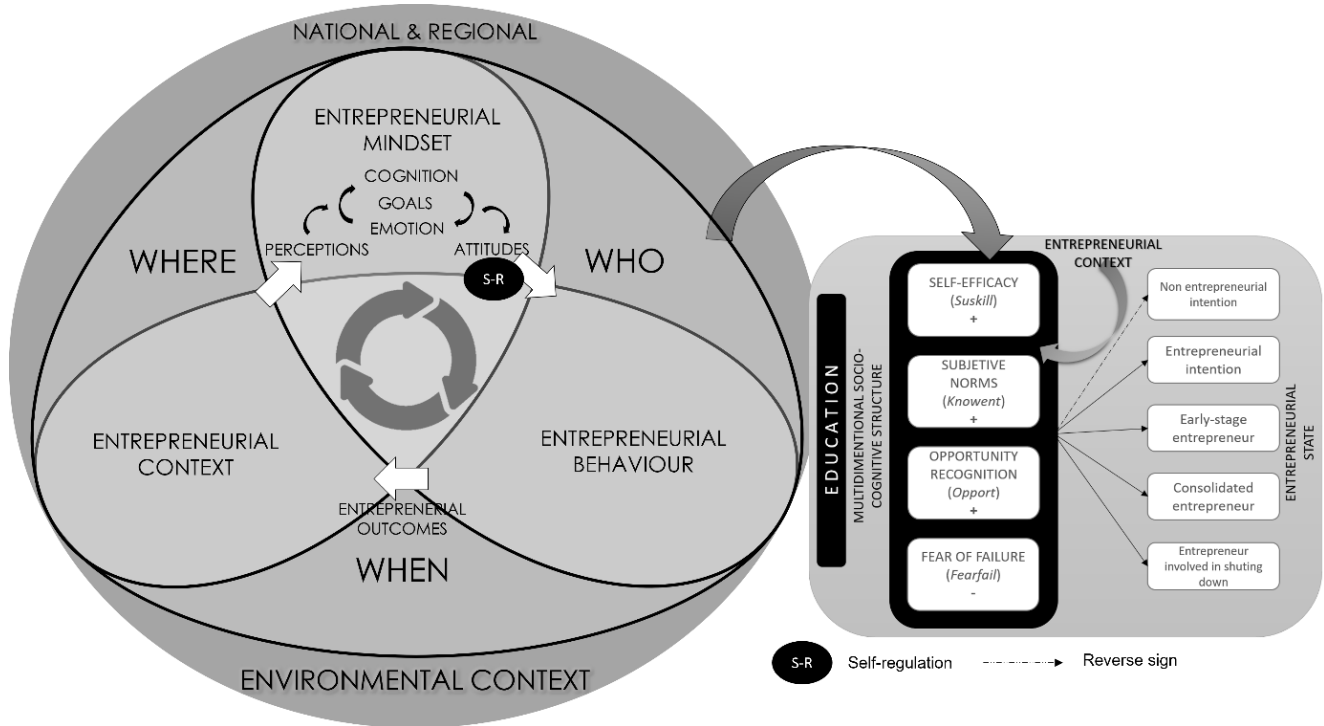 NATIONAL & REGIONAL
ENTREPRENEURIAL
MINDSET
COGNITION
GOALS
EMOTION
PERCEPTIONS
ATTITUDES
S-R
WHERE
WHO
ENTREPRENEURIAL
CONTEXT
ENTREPRENEURIAL
BEHAVIOUR
ENTREPRENERIAL
OUTCOMES
WHEN
ENVIRONMENTAL CONTEXT
EDUCATION
MULTIDIMENTIONAL SOCIO-
COGNITIVE STRUCTURE
SELF-EFFICACY
(Suskill)
+
SUBJETIVE
NORMS
(Knowent)
+
OPPORTUNITY
RECOGNITION
(Opport)
+
FEAR OF FAILURE
(Fearfail)
-
ENTREPRENEURIAL
CONTEXT
Non entrepreneurial
intention
Entrepreneurial
intention
Early-stage
entrepreneur
Consolidated
entrepreneur
Entrepreneur
involved in shuting
down
ENTREPRENEURIAL
STATE
S-R Self-regulation
Reverse sign